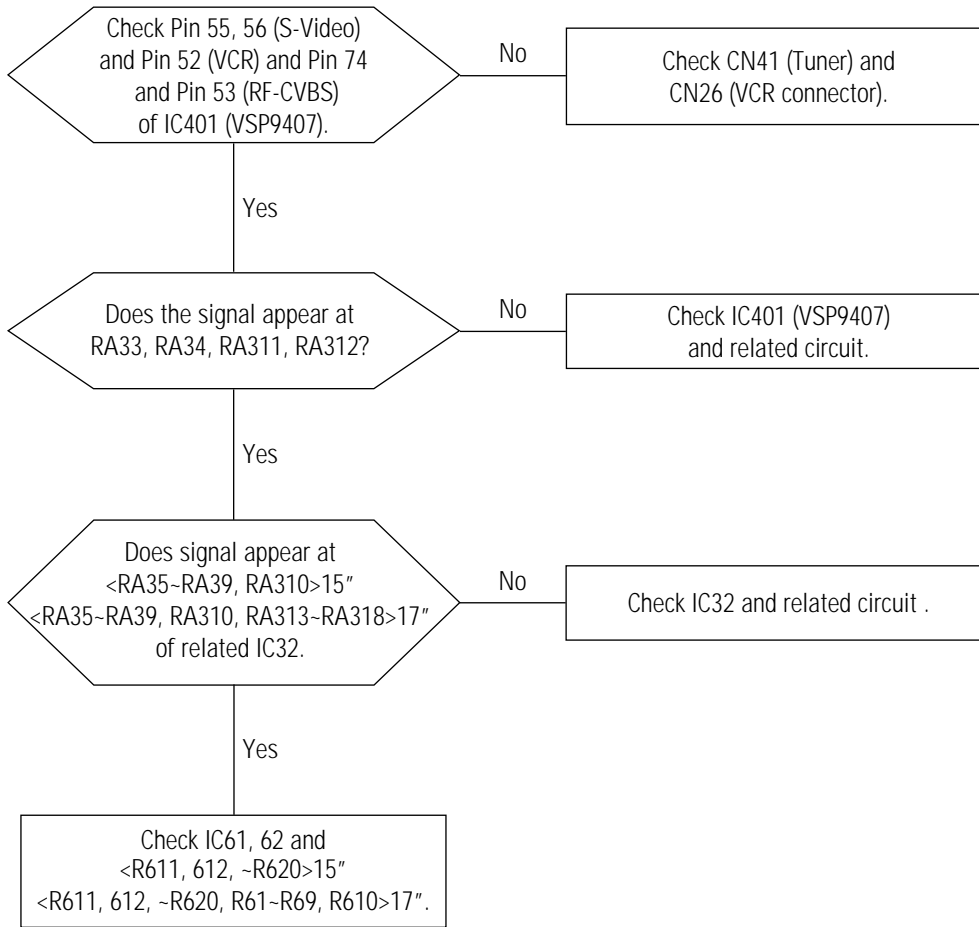 Check Pin 55, 56 (S-Video)
and Pin 52 (VCR) and Pin 74
and Pin 53 (RF-CVBS)
of IC401 (VSP9407).
No
Check CN41 (Tuner) and
CN26 (VCR connector).
Yes
Does the signal appear at
RA33, RA34, RA311, RA312?
No
Check IC401 (VSP9407)
and related circuit.
Yes
Does signal appear at
<RA35~RA39, RA310>15″
<RA35~RA39, RA310, RA313~RA318>17″
of related IC32.
No
Check IC32 and related circuit .
Yes
Check IC61, 62 and
<R611, 612, ~R620>15″
<R611, 612, ~R620, R61~R69, R610>17″.